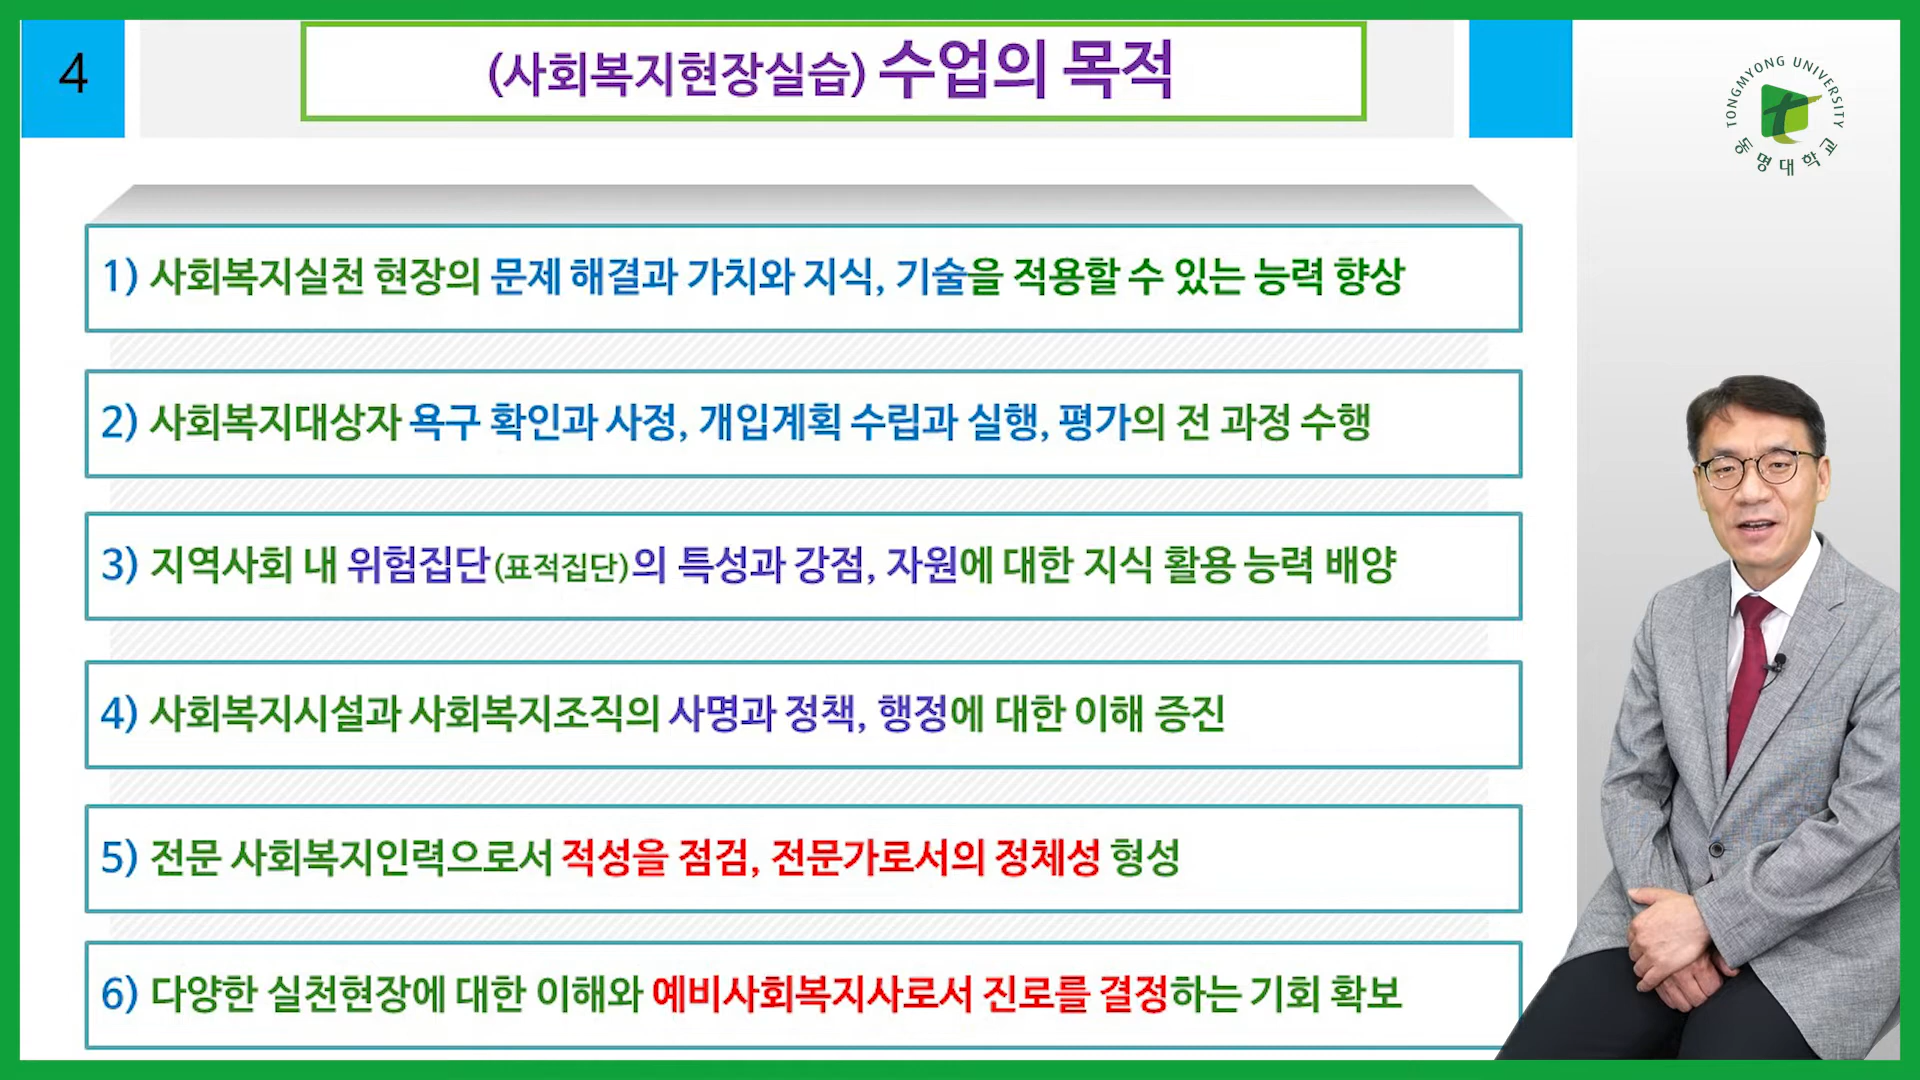 4
(사회복지현장실습) 수업의 목적
TONGMYONG UNIVERSITY
동명대학교
1) 사회복지실천 현장의 문제 해결과 가치와 지식, 기술을 적용할 수 있는 능력 향상
2) 사회복지대상자 욕구 확인과 사정, 개입계획 수립과 실행, 평가의 전 과정 수행
3) 지역사회 내 위험집단(표적집단)의 특성과 강점, 자원에 대한 지식 활용 능력 배양
4) 사회복지시설과 사회복지조직의 사명과 정책, 행정에 대한 이해 증진
5) 전문 사회복지인력으로서 적성을 점검, 전문가로서의 정체성 형성
6) 다양한 실천현장에 대한 이해와 예비사회복지사로서 진로를 결정하는 기회 확보